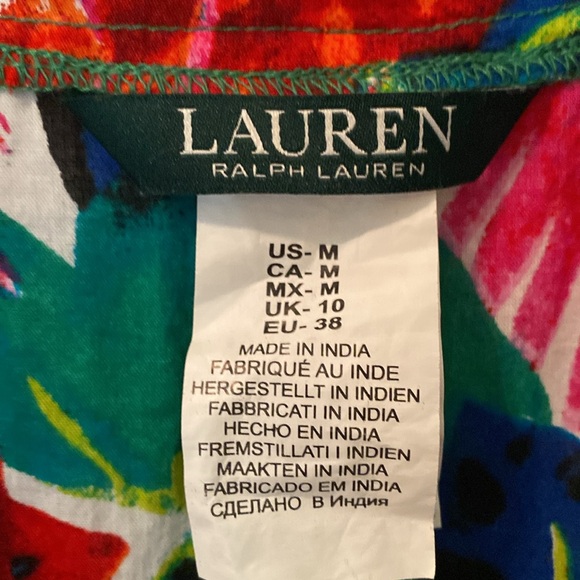 LAUREN
RALPH LAUREN
US- M
CA- M
MX- M
UK- 10
EU- 38
MADE IN INDIA
FABRIQUÉ AU INDE
HERGESTELLT IN INDIEN
FABBRICATI IN INDIA
HECHO EN INDIA
FREMSTILLATI I INDIEN
MAAKTEN IN INDIA
FABRICADO EM INDIA
СДЕЛАНО В Индия